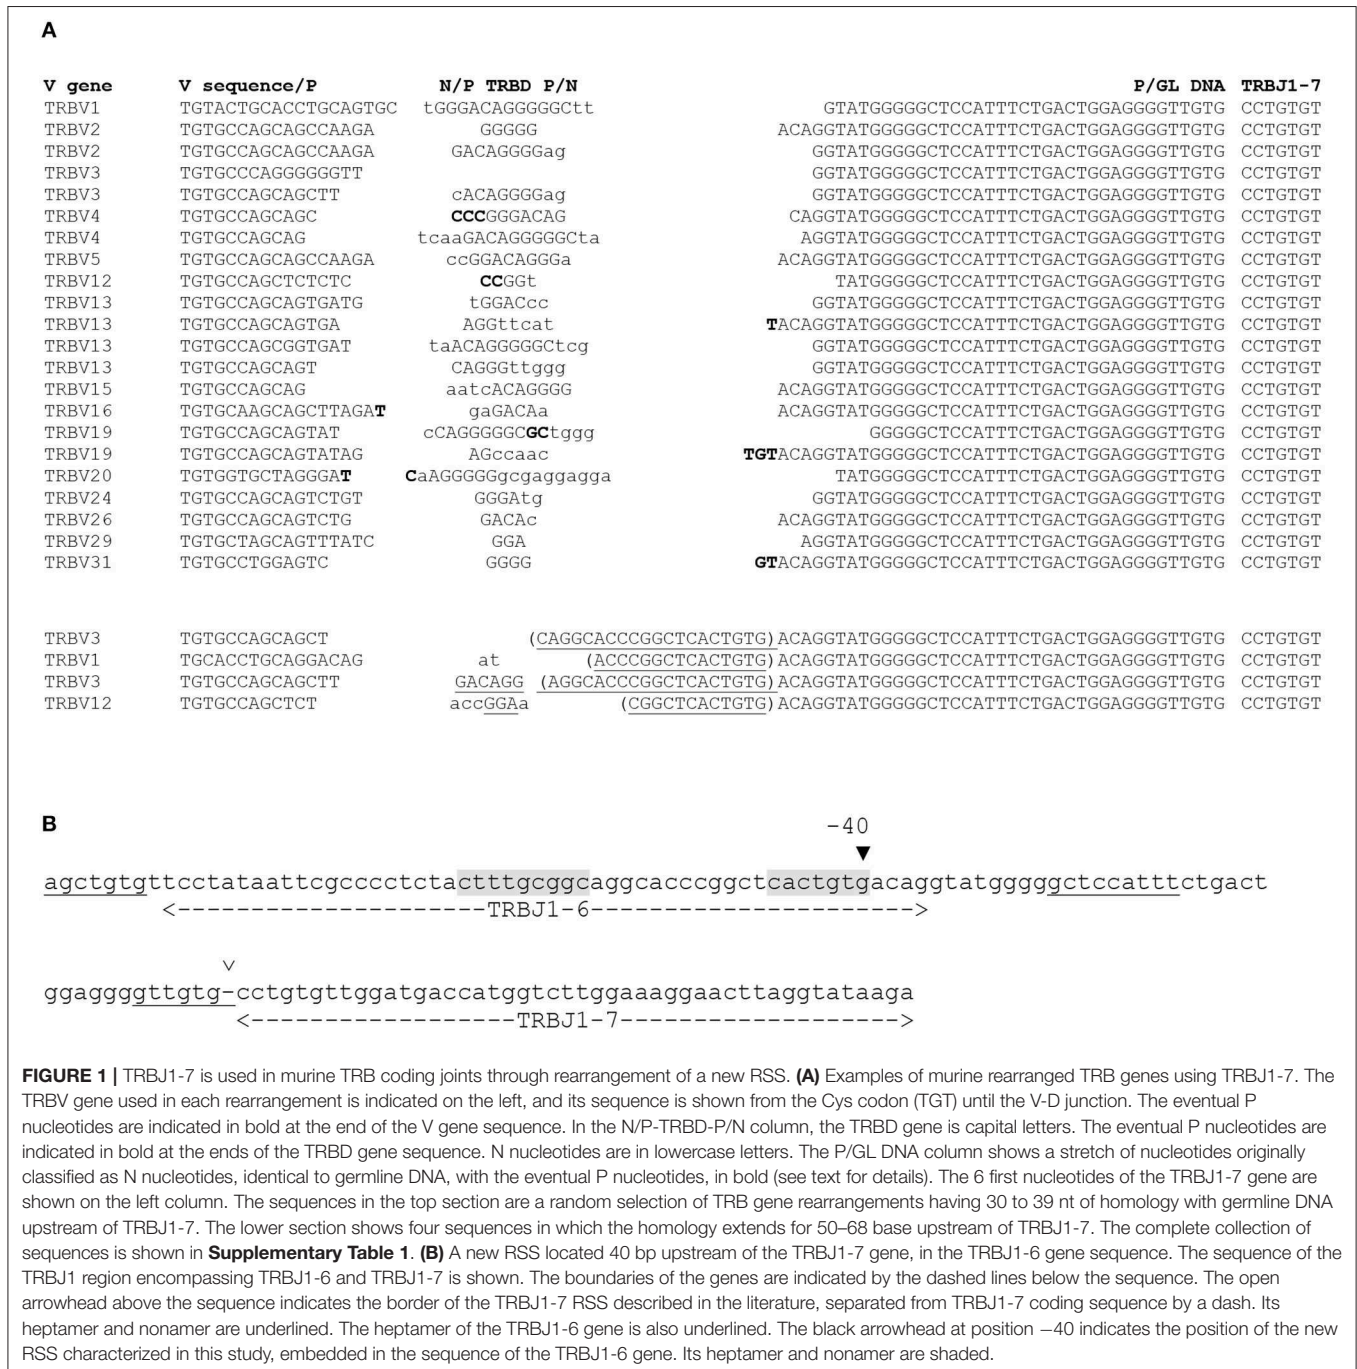 A
V gene V sequence/P N/P TRBD P/N P/GL DNA TRBJ1-7
TRBV1 TGTACTGCACCTGCAGTGC tGGGACAGGGGGCtt GTATGGGGGCTCCATTTCTGACTGGAGGGGTTGTG CCTGTGT
TRBV2 TGTGCCAGCAGCCAAGA GGGGG ACAGGTATGGGGGCTCCATTTCTGACTGGAGGGGTTGTG CCTGTGT
TRBV2 TGTGCCAGCAGCCAAGA GACAGGGGag GGTATGGGGGCTCCATTTCTGACTGGAGGGGTTGTG CCTGTGT
TRBV3 TGTGCCCAGGGGGGTT GGTATGGGGGCTCCATTTCTGACTGGAGGGGTTGTG CCTGTGT
TRBV3 TGTGCCAGCAGCTT cACAGGGGag GGTATGGGGGCTCCATTTCTGACTGGAGGGGTTGTG CCTGTGT
TRBV4 TGTGCCAGCAGC CCCGGGACAG CAGGTATGGGGGCTCCATTTCTGACTGGAGGGGTTGTG CCTGTGT
TRBV4 TGTGCCAGCAG tcaaGACAGGGGGCta AGGTATGGGGGCTCCATTTCTGACTGGAGGGGTTGTG CCTGTGT
TRBV5 TGTGCCAGCAGCCAAGA ccGGACAGGGa ACAGGTATGGGGGCTCCATTTCTGACTGGAGGGGTTGTG CCTGTGT
TRBV12 TGTGCCAGCTCTCTC CCGGt TATGGGGGCTCCATTTCTGACTGGAGGGGTTGTG CCTGTGT
TRBV13 TGTGCCAGCAGTGATG tGGACcc GGTATGGGGGCTCCATTTCTGACTGGAGGGGTTGTG CCTGTGT
TRBV13 TGTGCCAGCAGTGA AGGttcat TACAGGTATGGGGGCTCCATTTCTGACTGGAGGGGTTGTG CCTGTGT
TRBV13 TGTGCCAGCGGTGAT taACAGGGGGCtcg GGTATGGGGGCTCCATTTCTGACTGGAGGGGTTGTG CCTGTGT
TRBV13 TGTGCCAGCAGT CAGGGttggg GGTATGGGGGCTCCATTTCTGACTGGAGGGGTTGTG CCTGTGT
TRBV15 TGTGCCAGCAG aatcACAGGGG ACAGGTATGGGGGCTCCATTTCTGACTGGAGGGGTTGTG CCTGTGT
TRBV16 TGTGCAAGCAGCTTAGAT gaGACAa ACAGGTATGGGGGCTCCATTTCTGACTGGAGGGGTTGTG CCTGTGT
TRBV19 TGTGCCAGCAGTAT cCAGGGGGCGCtggg GGGGGCTCCATTTCTGACTGGAGGGGTTGTG CCTGTGT
TRBV19 TGTGCCAGCAGTATAG AGccaac TGTACAGGTATGGGGGCTCCATTTCTGACTGGAGGGGTTGTG CCTGTGT
TRBV20 TGTGGTGCTAGGGAT CaAGGGGGgcgaggagga TATGGGGGCTCCATTTCTGACTGGAGGGGTTGTG CCTGTGT
TRBV24 TGTGCCAGCAGTCTGT GGGAtg GGTATGGGGGCTCCATTTCTGACTGGAGGGGTTGTG CCTGTGT
TRBV26 TGTGCCAGCAGTCTG GACAc ACAGGTATGGGGGCTCCATTTCTGACTGGAGGGGTTGTG CCTGTGT
TRBV29 TGTGCTAGCAGTTTATC GGA AGGTATGGGGGCTCCATTTCTGACTGGAGGGGTTGTG CCTGTGT
TRBV31 TGTGCCTGGAGTC GGGG GTACAGGTATGGGGGCTCCATTTCTGACTGGAGGGGTTGTG CCTGTGT
TRBV3 TGTGCCAGCAGCT (CAGGCACCCGGCTCACTGTG)ACAGGTATGGGGGCTCCATTTCTGACTGGAGGGGTTGTG CCTGTGT
TRBV1 TGCACCTGCAGGACAG at (ACCCGGCTCACTGTG)ACAGGTATGGGGGCTCCATTTCTGACTGGAGGGGTTGTG CCTGTGT
TRBV3 TGTGCCAGCAGCTT GACAGG (AGGCACCCGGCTCACTGTG)ACAGGTATGGGGGCTCCATTTCTGACTGGAGGGGTTGTG CCTGTGT
TRBV12 TGTGCCAGCTCT accGGAa (CGGCTCACTGTG)ACAGGTATGGGGGCTCCATTTCTGACTGGAGGGGTTGTG CCTGTGT
B
-40
agctgtgttcctataattcgcccctctactttgcggcaggcacccggctcactgtgacaggtatgggggctccatttctgact
<---------------------TRBJ1-6---------------------->
ggaggggttgtg-cctgtgttggatgaccatggtcttggaaaggaacttaggtataaga
<------------------TRBJ1-7------------------->
FIGURE 1 | TRBJ1-7 is used in murine TRB coding joints through rearrangement of a new RSS. (A) Examples of murine rearranged TRB genes using TRBJ1-7. The
TRBV gene used in each rearrangement is indicated on the left, and its sequence is shown from the Cys codon (TGT) until the V-D junction. The eventual P
nucleotides are indicated in bold at the end of the V gene sequence. In the N/P-TRBD-P/N column, the TRBD gene is capital letters. The eventual P nucleotides are
indicated in bold at the ends of the TRBD gene sequence. N nucleotides are in lowercase letters. The P/GL DNA column shows a stretch of nucleotides originally
classified as N nucleotides, identical to germline DNA, with the eventual P nucleotides, in bold (see text for details). The 6 first nucleotides of the TRBJ1-7 gene are
shown on the left column. The sequences in the top section are a random selection of TRB gene rearrangements having 30 to 39 nt of homology with germline DNA
upstream of TRBJ1-7. The lower section shows four sequences in which the homology extends for 50–68 base upstream of TRBJ1-7. The complete collection of
sequences is shown in Supplementary Table 1. (B) A new RSS located 40 bp upstream of the TRBJ1-7 gene, in the TRBJ1-6 gene sequence. The sequence of the
TRBJ1 region encompassing TRBJ1-6 and TRBJ1-7 is shown. The boundaries of the genes are indicated by the dashed lines below the sequence. The open
arrowhead above the sequence indicates the border of the TRBJ1-7 RSS described in the literature, separated from TRBJ1-7 coding sequence by a dash. Its
heptamer and nonamer are underlined. The heptamer of the TRBJ1-6 gene is also underlined. The black arrowhead at position −40 indicates the position of the new
RSS characterized in this study, embedded in the sequence of the TRBJ1-6 gene. Its heptamer and nonamer are shaded.